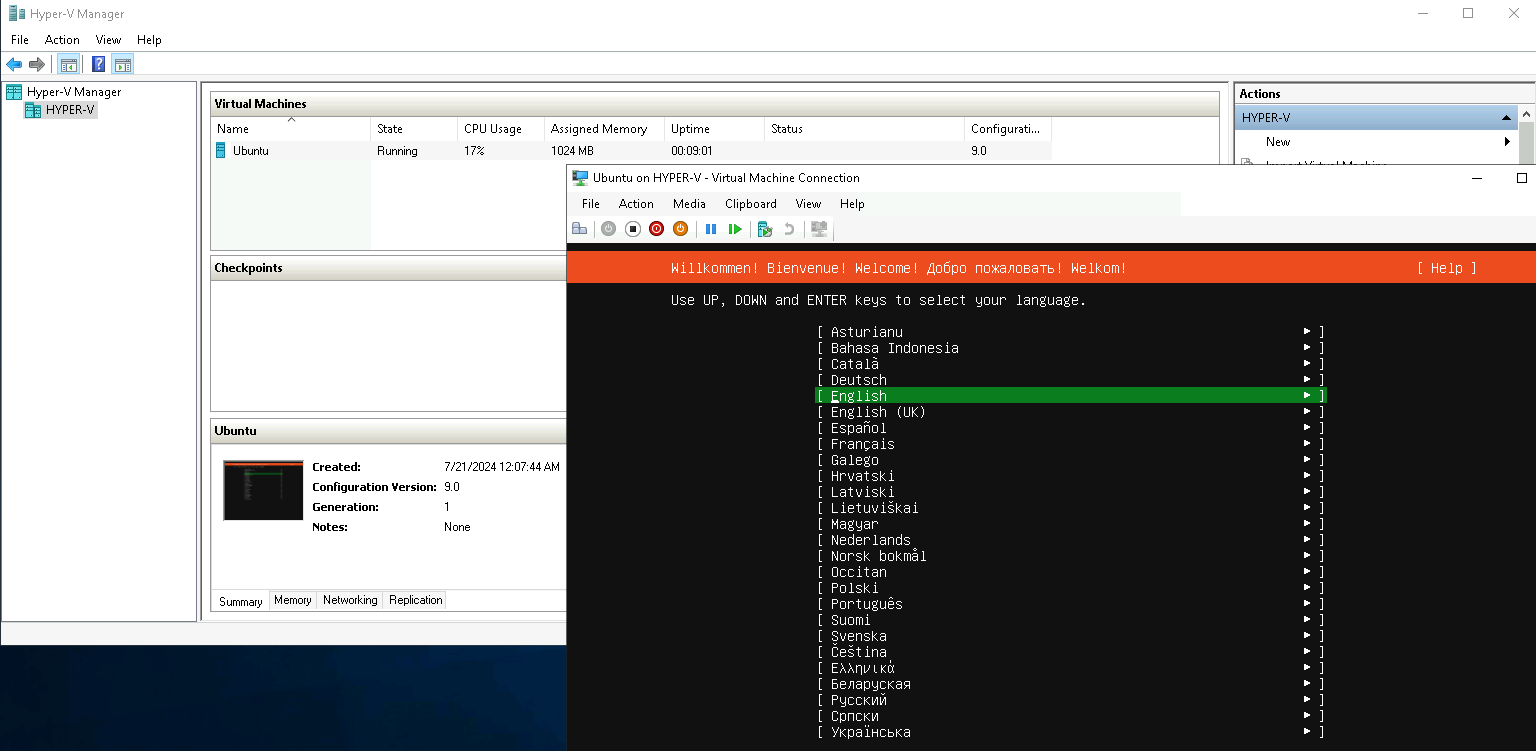 Hyper-V Manager
File Action View Help
Hyper-V Manager
HYPER-V
Virtual Machines
Name State CPU Usage Assigned Memory Uptime Status Configurati...
Ubuntu Running 17% 1024 MB 00:09:01 9.0
Checkpoints
Ubuntu
Created: 7/21/2024 12:07:44 AM
Configuration Version: 9.0
Generation: 1
Notes: None
Summary Memory Networking Replication
Actions
HYPER-V
New
Ubuntu on HYPER-V - Virtual Machine Connection
File Action Media Clipboard View Help
Willkommen! Bienvenue! Welcome! Добро пожаловать! Welkom! [ Help ]
Use UP, DOWN and ENTER keys to select your language.
[ Asturianu ► ]
[ Bahasa Indonesia ► ]
[ Català ► ]
[ Deutsch ► ]
[ English ► ]
[ English (UK) ► ]
[ Español ► ]
[ Français ► ]
[ Galego ► ]
[ Hrvatski ► ]
[ Latviski ► ]
[ Lietuviškai ► ]
[ Magyar ► ]
[ Nederlands ► ]
[ Norsk bokmål ► ]
[ Occitan ► ]
[ Polski ► ]
[ Português ► ]
[ Suomi ► ]
[ Svenska ► ]
[ Čeština ► ]
[ Ελληνικά ► ]
[ Беларуская ► ]
[ Русский ► ]
[ Српски ► ]
[ Українська ► ]